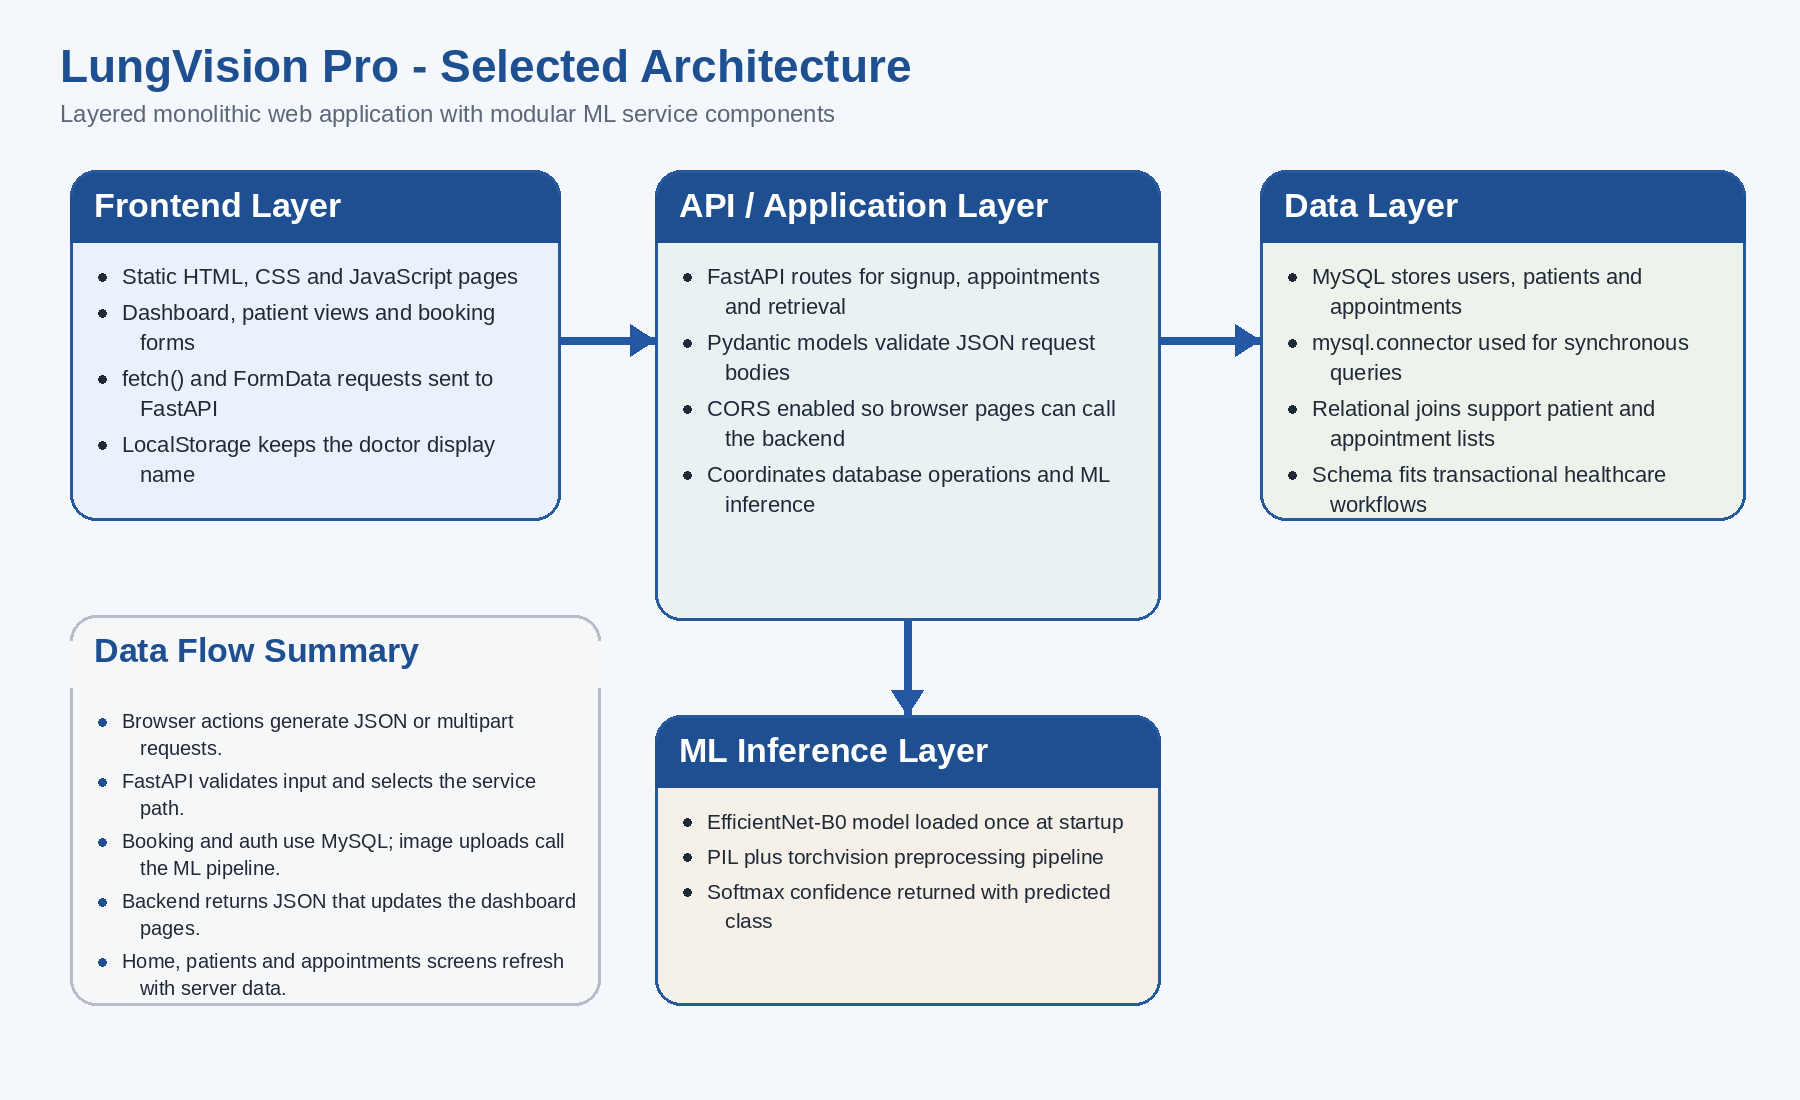 LungVision Pro - Selected Architecture
Layered monolithic web application with modular ML service components
Frontend Layer
Static HTML, CSS and JavaScript pages
Dashboard, patient views and booking
forms
fetch() and FormData requests sent to
FastAPI
LocalStorage keeps the doctor display
name
API / Application Layer
FastAPI routes for signup, appointments
and retrieval
Pydantic models validate JSON request
bodies
CORS enabled so browser pages can call
the backend
Coordinates database operations and ML
inference
Data Layer
MySQL stores users, patients and
appointments
mysql.connector used for synchronous
queries
Relational joins support patient and
appointment lists
Schema fits transactional healthcare
workflows
Data Flow Summary
Browser actions generate JSON or multipart
requests.
FastAPI validates input and selects the service
path.
Booking and auth use MySQL; image uploads call
the ML pipeline.
Backend returns JSON that updates the dashboard
pages.
Home, patients and appointments screens refresh
with server data.
ML Inference Layer
EfficientNet-B0 model loaded once at startup
PIL plus torchvision preprocessing pipeline
Softmax confidence returned with predicted
class